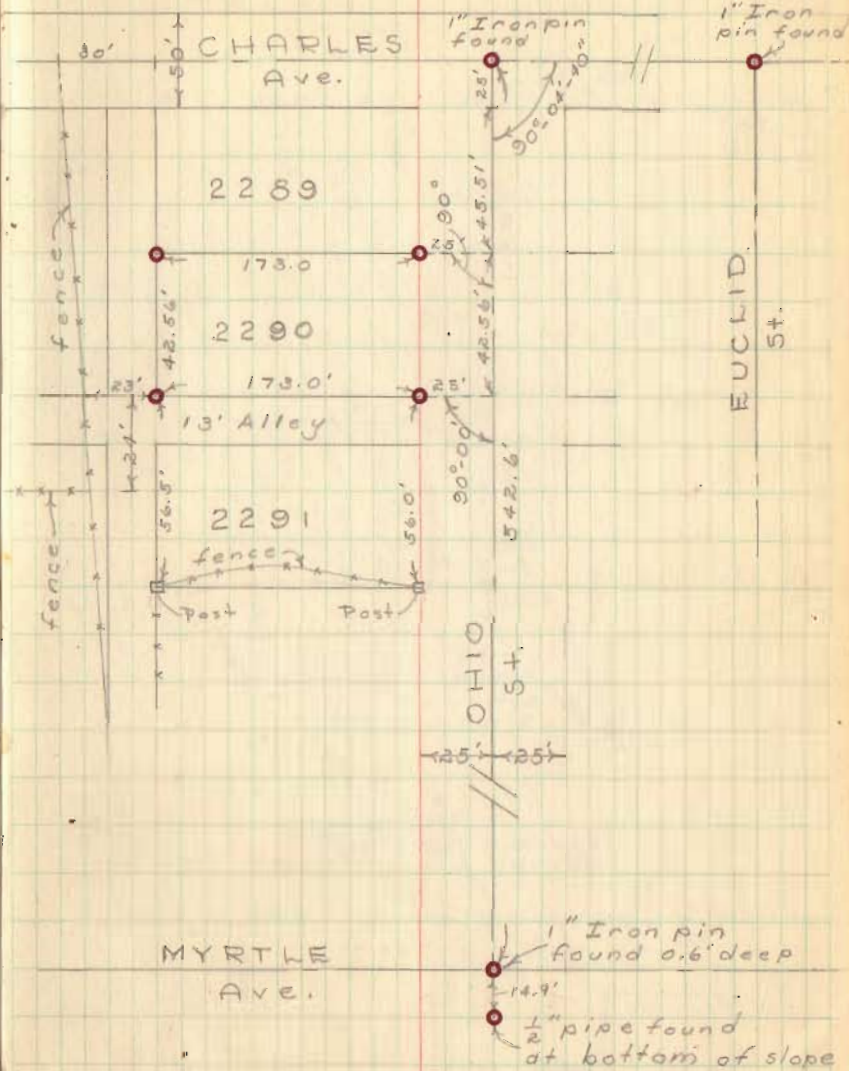 1" Iron pin
found
1" Iron
pin found
80'
50'
CHARLES
Ave.
25'
90°-04'-40"
2289
45.51'
90°
25'
173.0
fence
42.56'
2290
42.56'
EUCLID
St.
23'
173.0'
25'
13' Alley
24'
90°-00'
56.5'
2291
56.0'
542.6'
fence
fence
Post
Post
OHIO
St.
25'
25'
MYRTLE
Ave.
1" Iron pin
found 0.6' deep
14.9'
1/2" pipe found
at bottom of slope